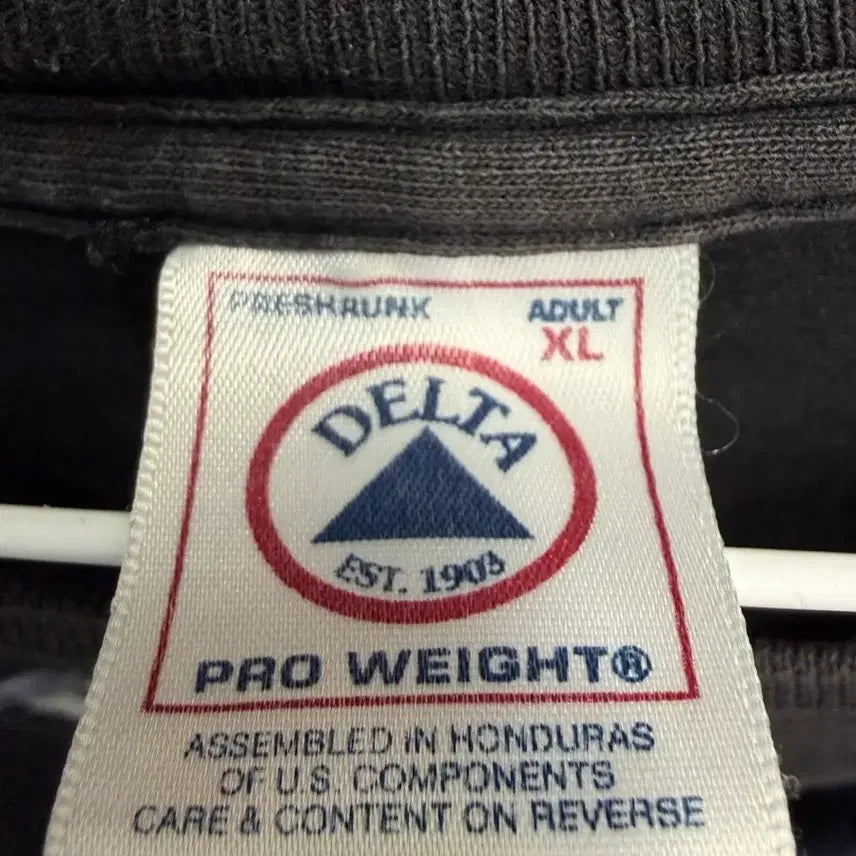 PRESHRUNK
ADULT
XL
DELTA
EST. 1903
PRO WEIGHT®
ASSEMBLED IN HONDURAS
OF U.S. COMPONENTS
CARE & CONTENT ON REVERSE